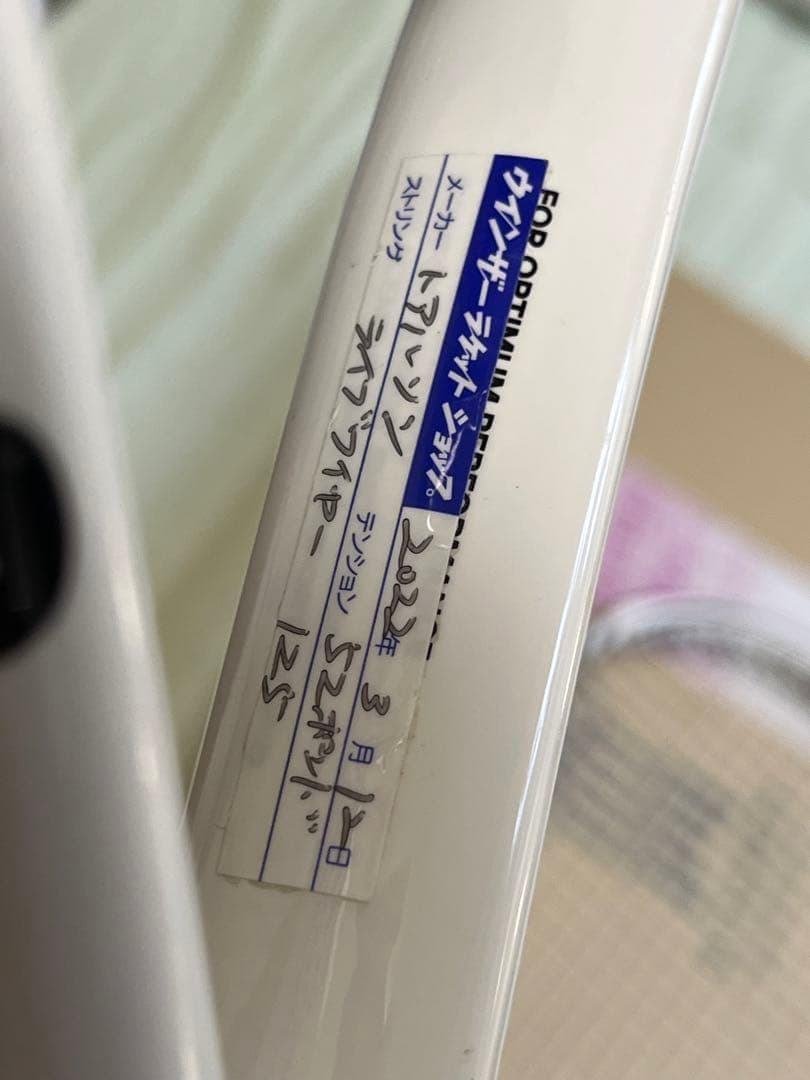 FOR OPTIMUM PERFORMANCE
ウインザーラケットショップ。
2022年3月12日
メーカー トアルソン
テンション 52ポンド
ストリング ライブワイヤー 125